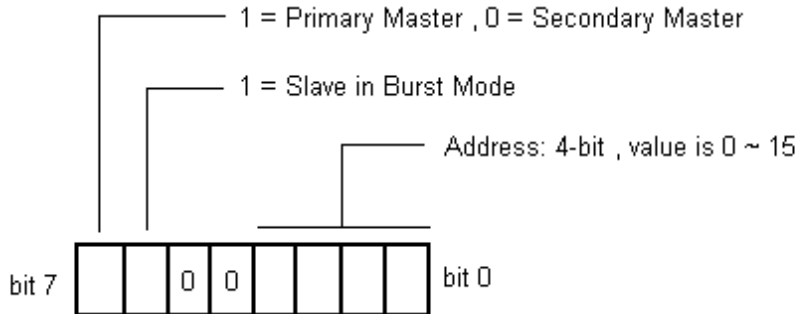 1 = Primary Master , 0 = Secondary Master
1 = Slave in Burst Mode
Address: 4-bit , value is 0 ~ 15
bit 7 0 0 bit 0